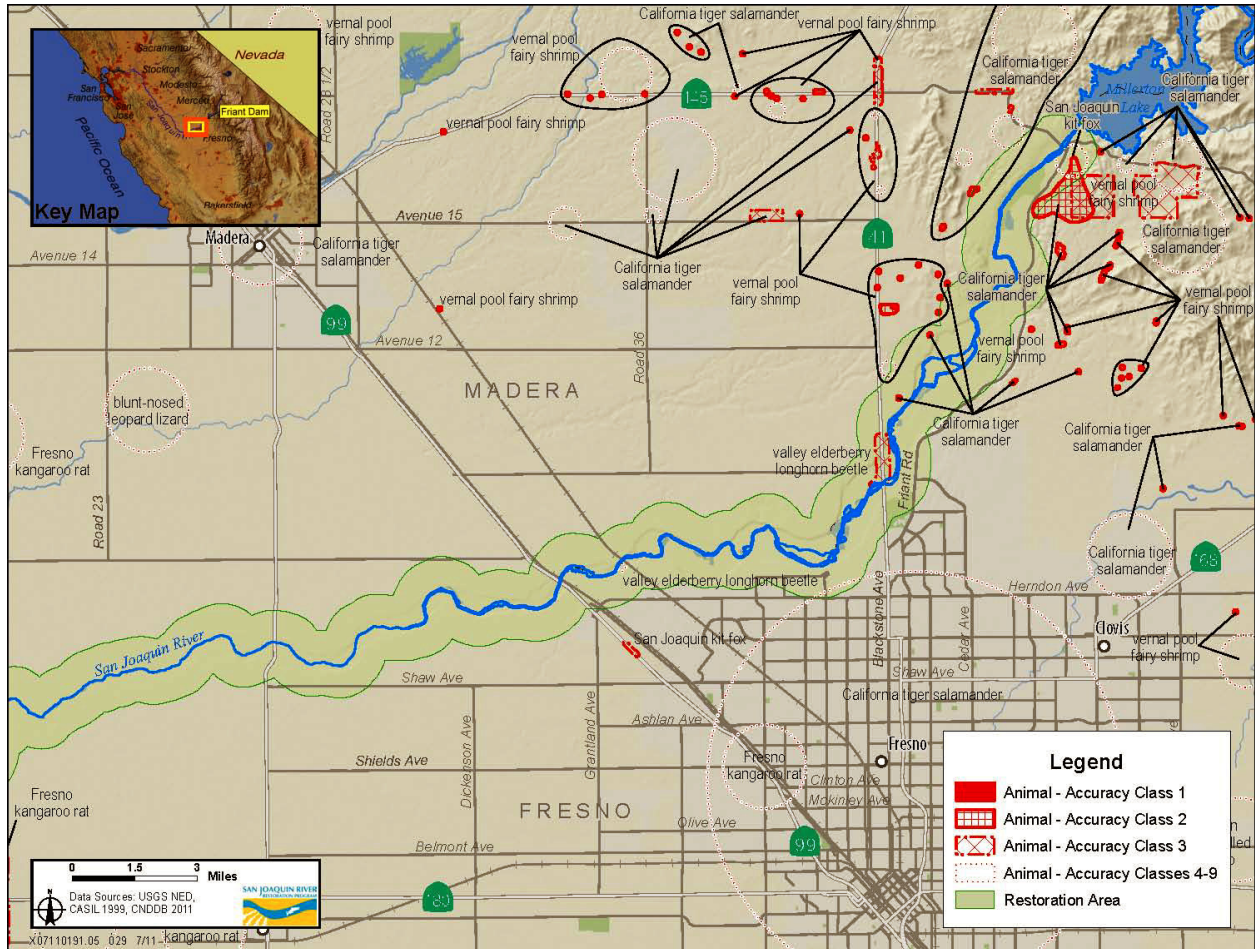 California tiger salamander
vernal pool
fairy shrimp
vernal pool
fairy shrimp
vernal pool fairy shrimp
Nevada
Sacramento
Stockton
Modesto
San
Francisco
San
Jose
Merced
San Joaquin
Friant Dam
Fresno
Pacific Ocean
Bakersfield
Key Map
Road 28 1/2
145
vernal pool fairy shrimp
California
tiger
salamander
California tiger
salamander
Millerton
Lake
San Joaquin
kit fox
vernal pool
fairy shrimp
Avenue 15
Madera
California tiger
salamander
Avenue 14
41
California tiger
salamander
California tiger
salamander
vernal pool
fairy shrimp
California tiger
salamander
vernal pool
fairy shrimp
vernal pool fairy shrimp
99
Avenue 12
Road 36
vernal pool
fairy shrimp
MADERA
blunt-nosed
leopard lizard
California tiger
salamander
California tiger
salamander
Fresno
kangaroo rat
valley elderberry
longhorn beetle
Friant Rd
Road 23
California tiger
salamander
168
valley elderberry longhorn beetle
Herndon Ave
Blackstone Ave
Cedar Ave
Clovis
San Joaquin River
San Joaquin kit fox
vernal pool
fairy shrimp
Shaw Ave
Shaw Ave
California tiger salamander
Ashlan Ave
Dickenson Ave
Grantland Ave
Fresno
Shields Ave
Fresno
kangaroo rat
Clinton Ave
Mckinley Ave
Fresno
kangaroo rat
FRESNO
Olive Ave
Belmont Ave
99
180
kangaroo rat
Legend
Animal - Accuracy Class 1
Animal - Accuracy Class 2
Animal - Accuracy Class 3
Animal - Accuracy Classes 4-9
Restoration Area
0 1.5 3
Miles
N
Data Sources: USGS NED,
CASIL 1999, CNDDB 2011
SAN JOAQUIN RIVER
RESTORATION PROGRAM
X07110191.05 029 7/11